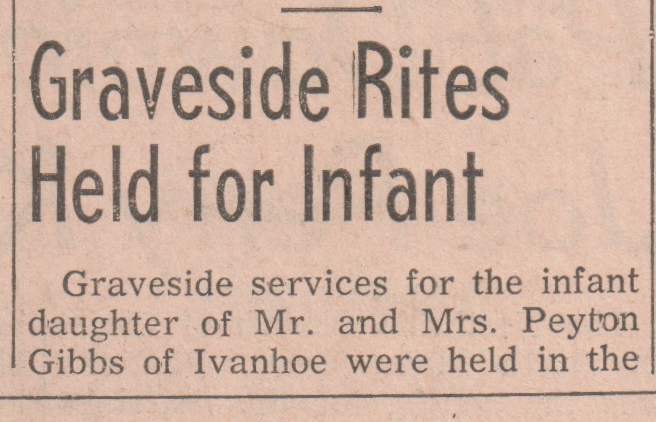 Graveside Rites
Held for Infant
Graveside services for the infant
daughter of Mr. and Mrs. Peyton
Gibbs of Ivanhoe were held in the